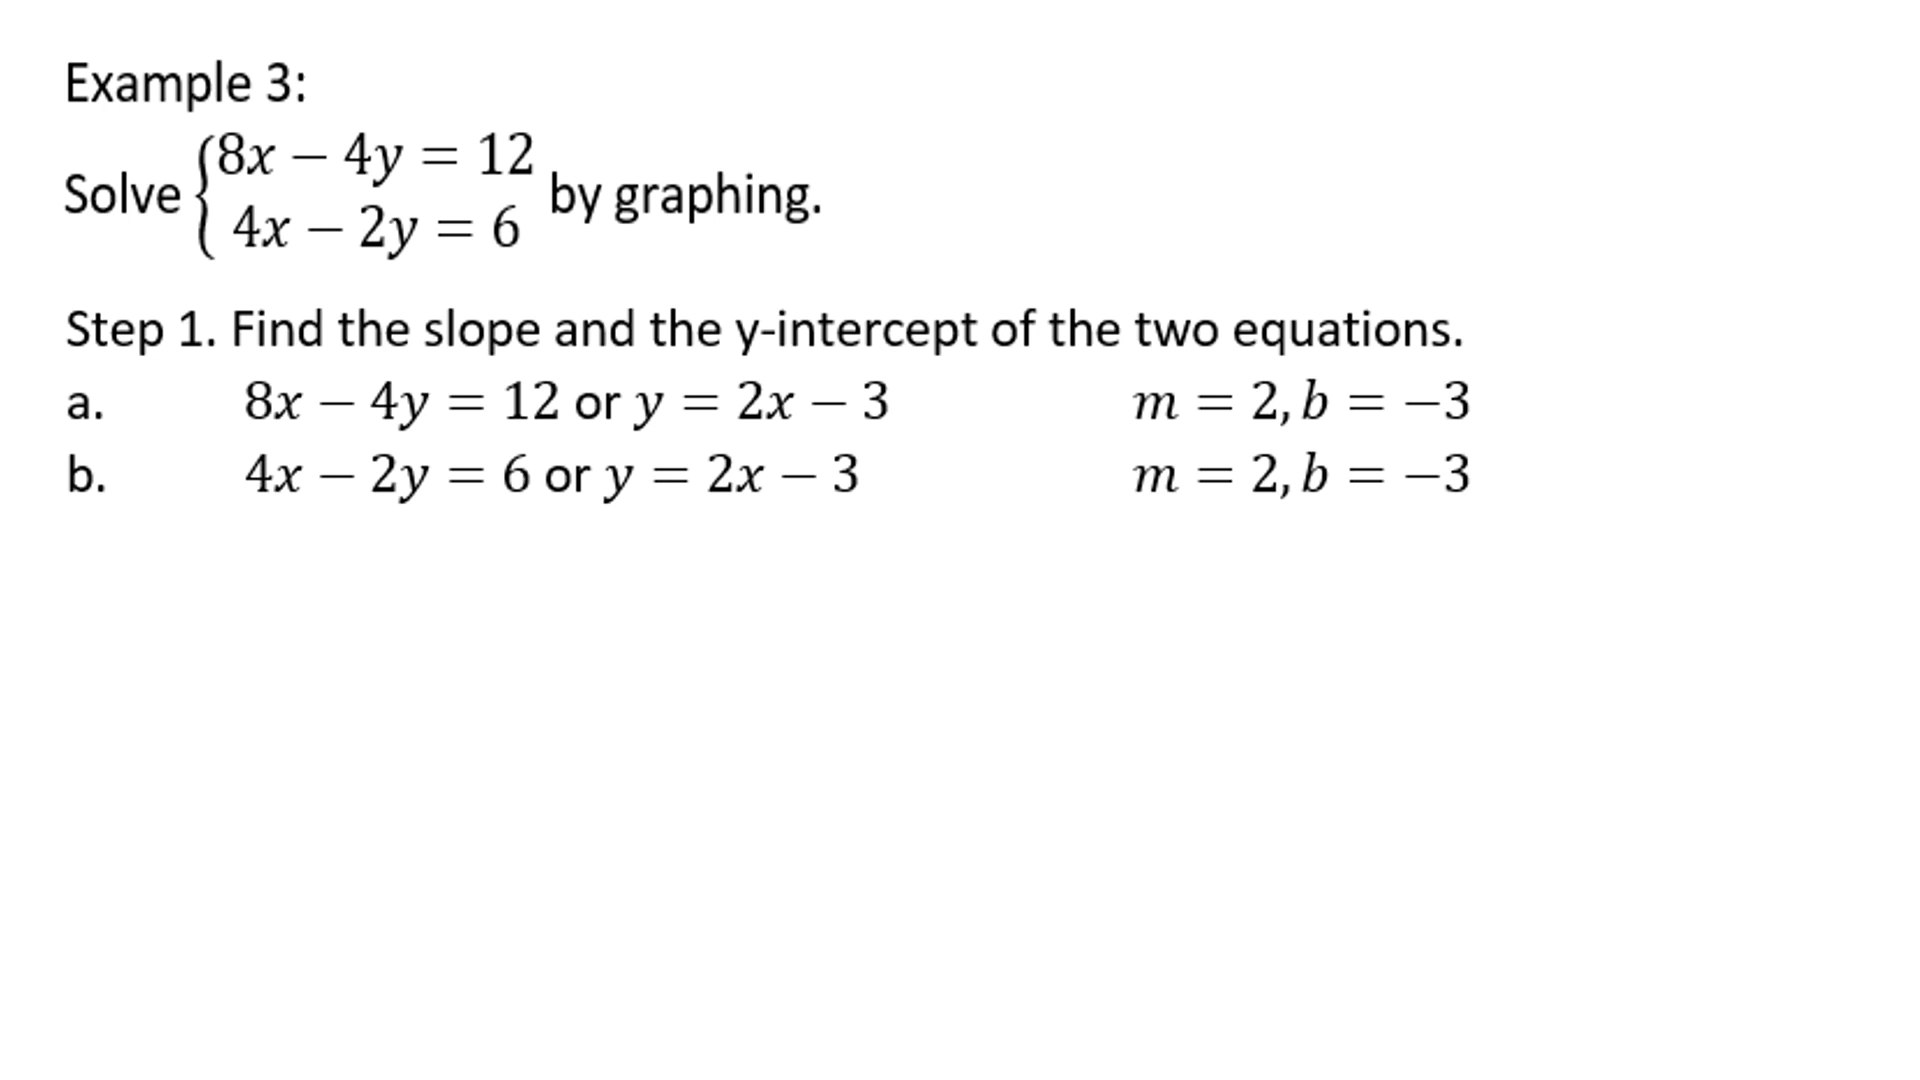 Example 3:
Solve {8x − 4y = 12
4x − 2y = 6 by graphing.
Step 1. Find the slope and the y-intercept of the two equations.
a. 8x − 4y = 12 or y = 2x − 3 m = 2, b = −3
b. 4x − 2y = 6 or y = 2x − 3 m = 2, b = −3